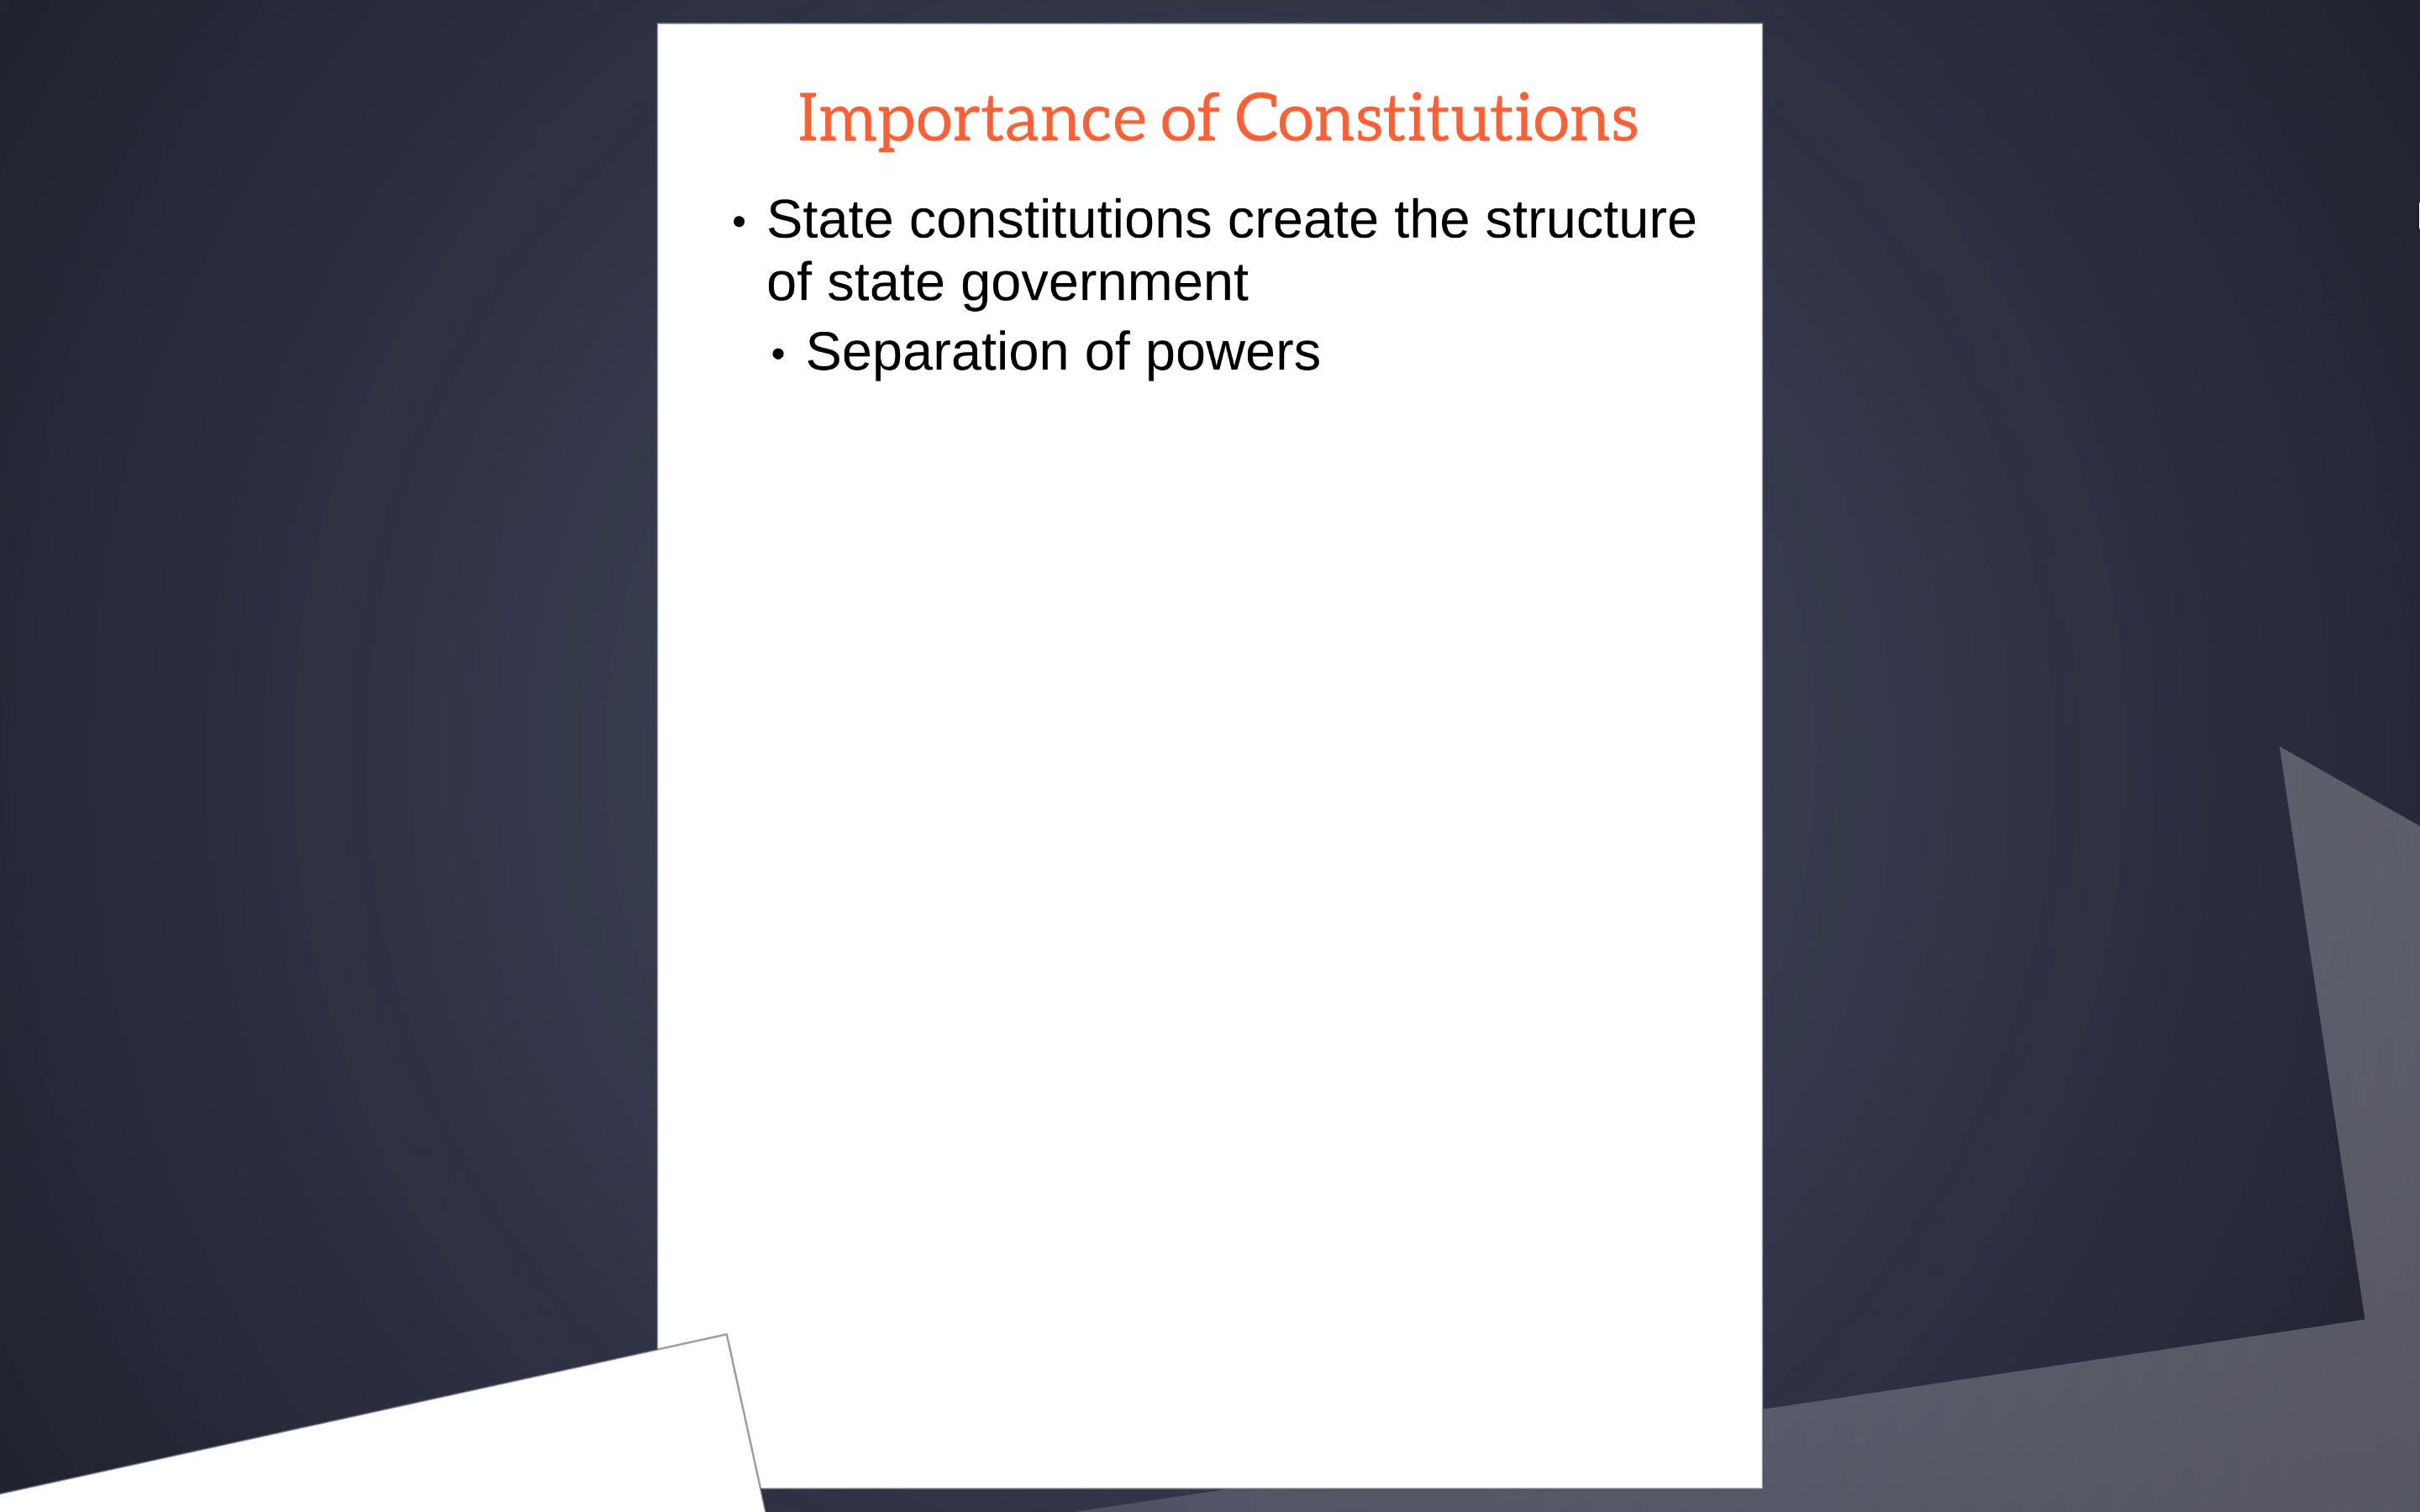 Importance of Constitutions
• State constitutions create the structure
of state government
• Separation of powers